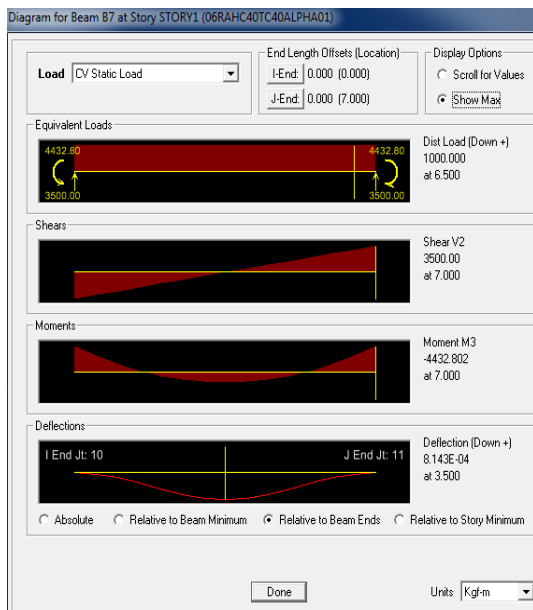 Diagram for Beam B7 at Story STORY1 (06RAHC40TC40ALPHA01)
Load CV Static Load
End Length Offsets (Location)
I-End: 0.000 (0.000)
J-End: 0.000 (7.000)
Display Options
Scroll for Values
Show Max
Equivalent Loads
4432.80 4432.80
3500.00 3500.00
Dist Load (Down +)
1000.000
at 6.500
Shears
Shear V2
3500.00
at 7.000
Moments
Moment M3
-4432.802
at 7.000
Deflections
I End Jt: 10 J End Jt: 11
Deflection (Down +)
8.143E-04
at 3.500
Absolute Relative to Beam Minimum Relative to Beam Ends Relative to Story Minimum
Done Units Kgf-m